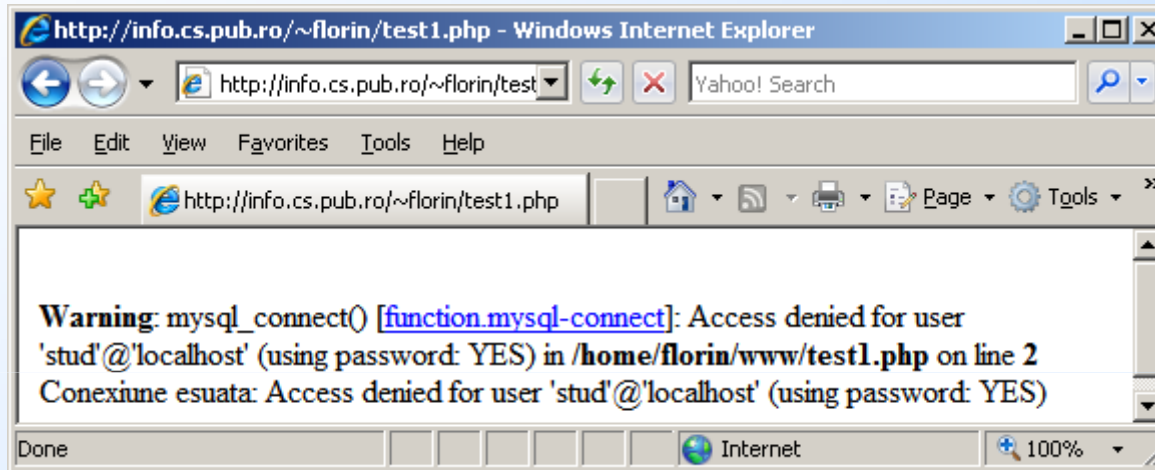 http://info.cs.pub.ro/~florin/test1.php - Windows Internet Explorer
http://info.cs.pub.ro/~florin/test
Yahoo! Search
File Edit View Favorites Tools Help
http://info.cs.pub.ro/~florin/test1.php
Page Tools »
Warning: mysql_connect() [function.mysql-connect]: Access denied for user
'stud'@'localhost' (using password: YES) in /home/florin/www/test1.php on line 2
Conexiune esuata: Access denied for user 'stud'@'localhost' (using password: YES)
Done Internet 100%